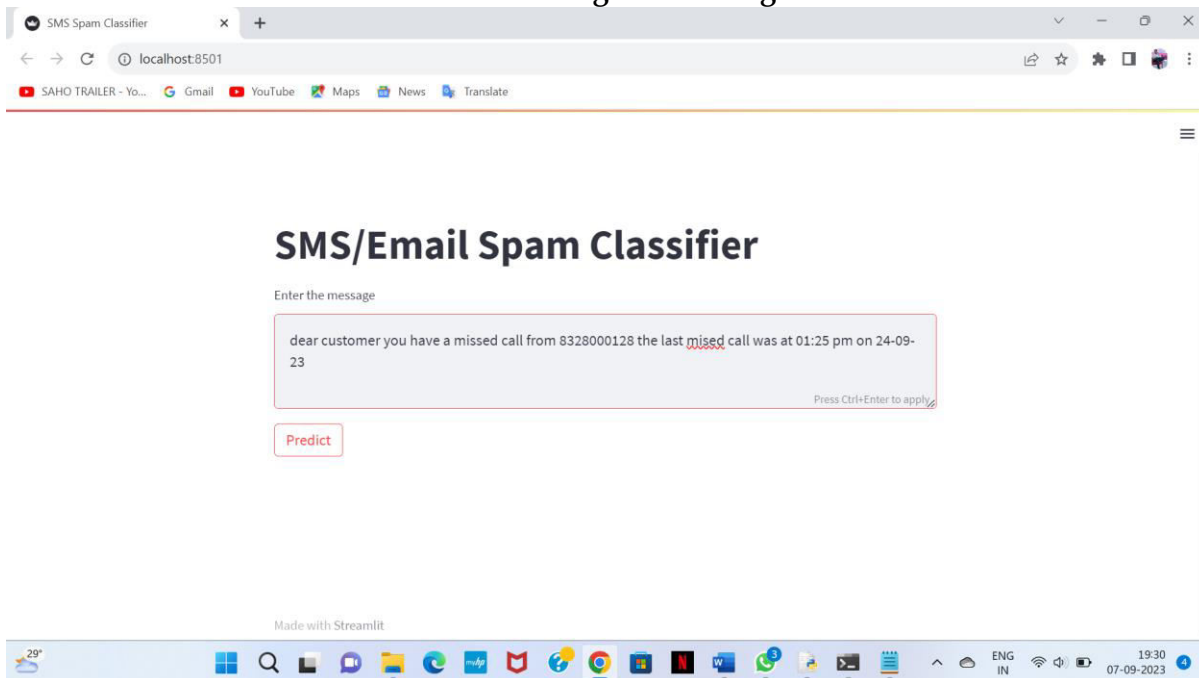 SMS Spam Classifier
localhost:8501
SAHO TRAILER - Yo... Gmail YouTube Maps News Translate
SMS/Email Spam Classifier
Enter the message
dear customer you have a missed call from 8328000128 the last mised call was at 01:25 pm on 24-09-
23
Press Ctrl+Enter to apply
Predict
Made with Streamlit
29°
myhp
N
W
3
ENG
IN
19:30
07-09-2023
4